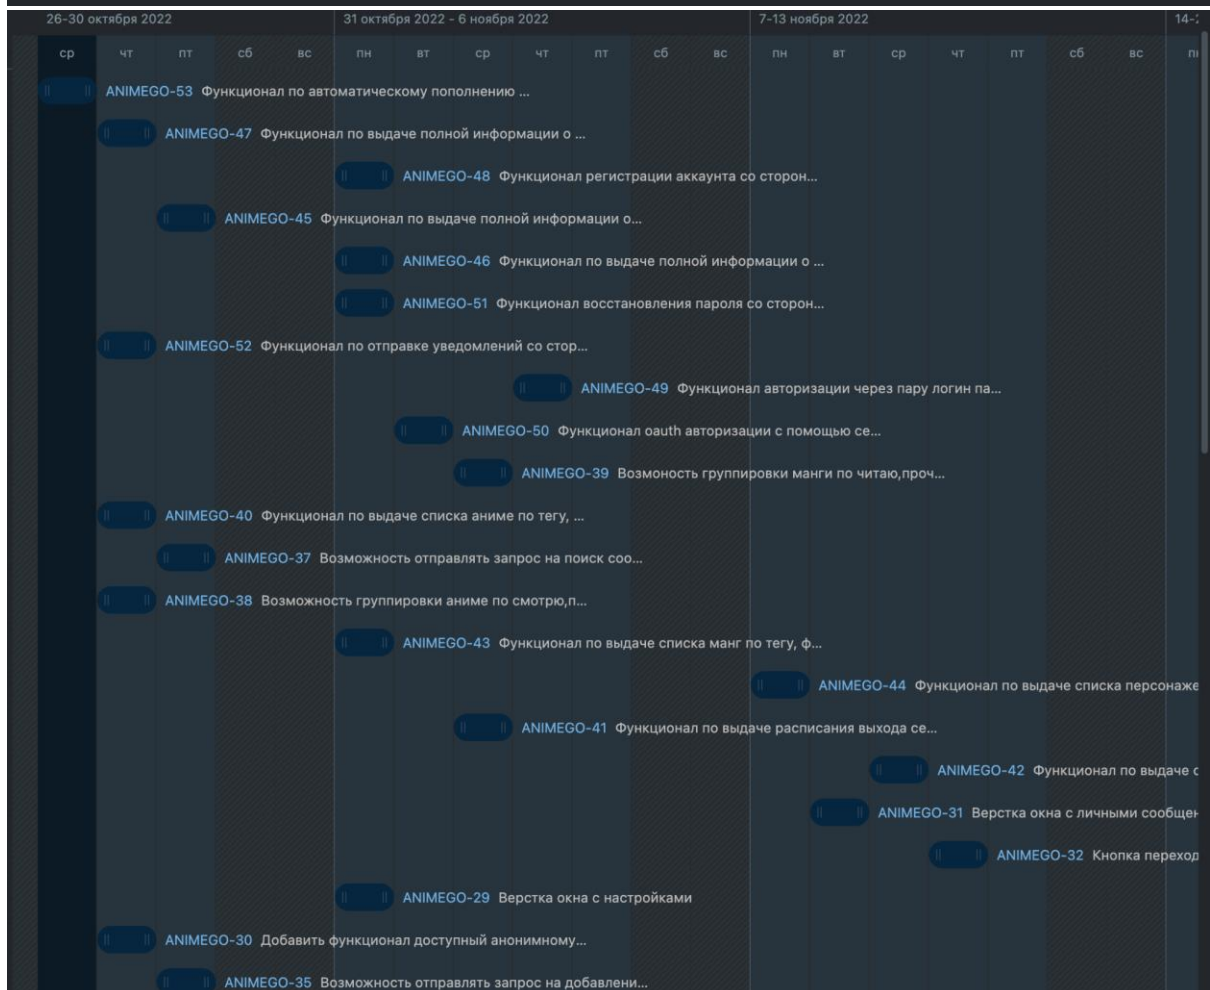 26-30 октября 2022 31 октября 2022 - 6 ноября 2022 7-13 ноября 2022 14-2
ср чт пт сб вс пн вт ср чт пт сб вс пн вт ср чт пт сб вс пн
ANIMEGO-53 Функционал по автоматическому пополнению ...
ANIMEGO-47 Функционал по выдаче полной информации о ...
ANIMEGO-48 Функционал регистрации аккаунта со сторон...
ANIMEGO-45 Функционал по выдаче полной информации о...
ANIMEGO-46 Функционал по выдаче полной информации о ...
ANIMEGO-51 Функционал восстановления пароля со сторон...
ANIMEGO-52 Функционал по отправке уведомлений со стор...
ANIMEGO-49 Функционал авторизации через пару логин па...
ANIMEGO-50 Функционал oauth авторизации с помощью се...
ANIMEGO-39 Возмоность группировки манги по читаю,проч...
ANIMEGO-40 Функционал по выдаче списка аниме по тегу, ...
ANIMEGO-37 Возможность отправлять запрос на поиск соо...
ANIMEGO-38 Возможность группировки аниме по смотрю,п...
ANIMEGO-43 Функционал по выдаче списка манг по тегу, ф...
ANIMEGO-44 Функционал по выдаче списка персонаже
ANIMEGO-41 Функционал по выдаче расписания выхода се...
ANIMEGO-42 Функционал по выдаче с
ANIMEGO-31 Верстка окна с личными сообщен
ANIMEGO-32 Кнопка переход
ANIMEGO-29 Верстка окна с настройками
ANIMEGO-30 Добавить функционал доступный анонимному...
ANIMEGO-35 Возможность отправлять запрос на добавлени...